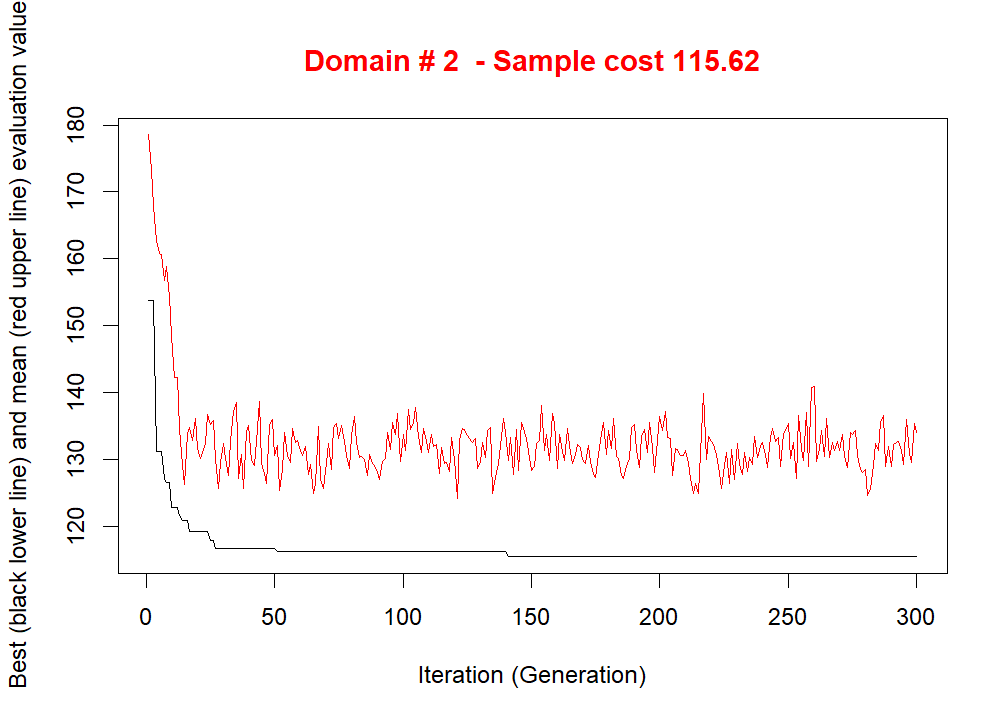 Domain # 2  - Sample cost 115.62
Best (black lower line) and mean (red upper line) evaluation value
180
170
160
150
140
130
120
0 50 100 150 200 250 300
Iteration (Generation)